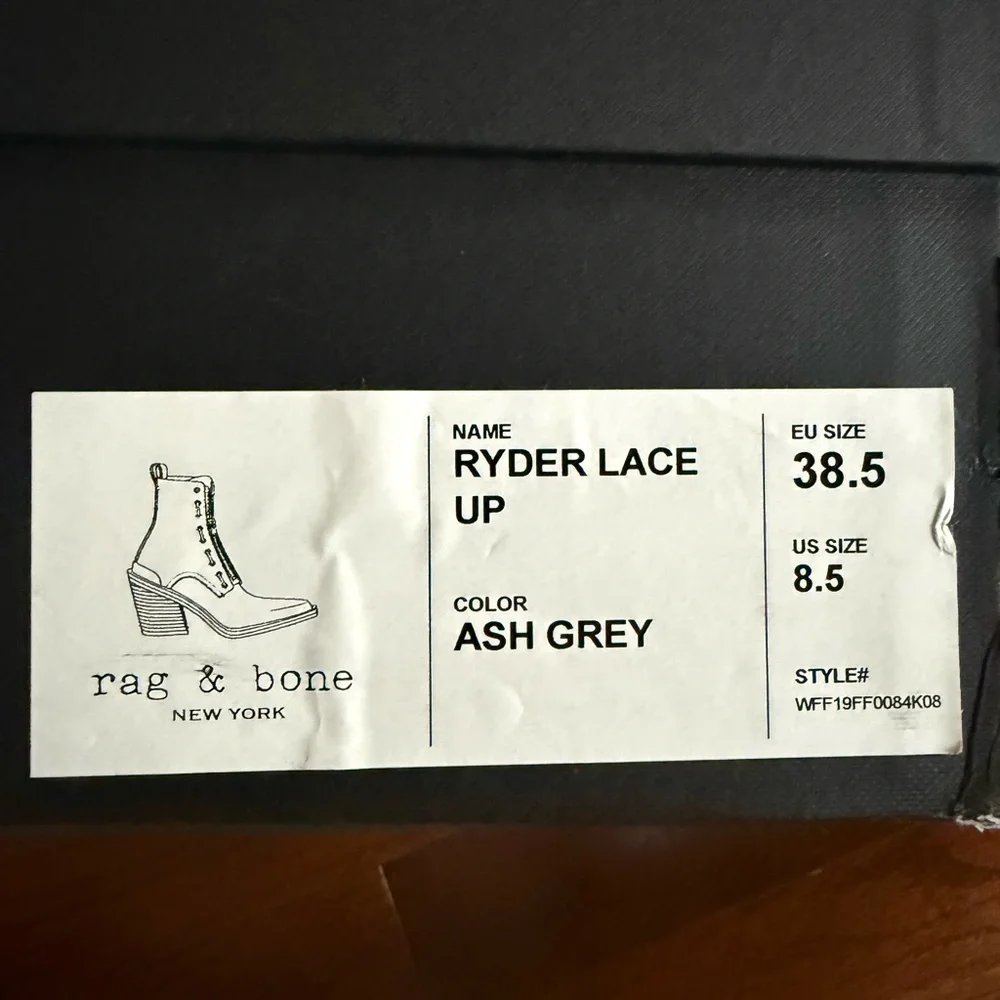 rag & bone
NEW YORK
NAME
RYDER LACE
UP
COLOR
ASH GREY
EU SIZE
38.5
US SIZE
8.5
STYLE#
WFF19FF0084K08